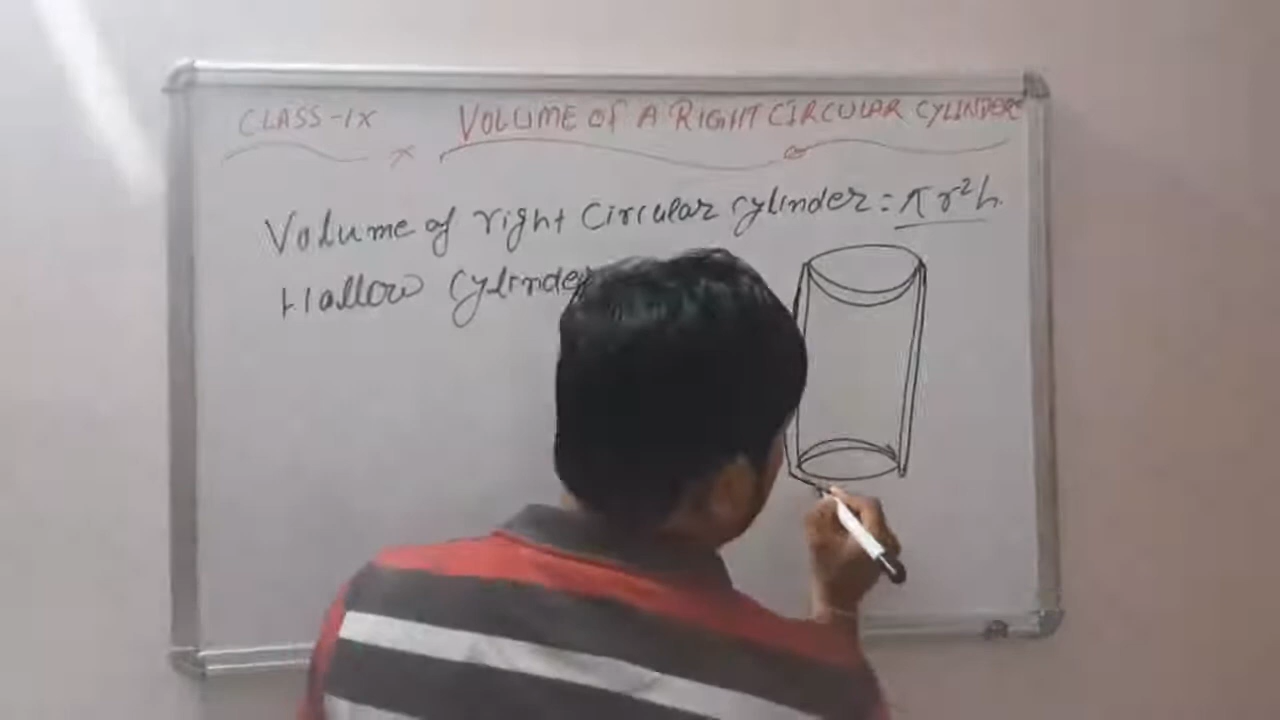 CLASS-IX VOLUME OF A RIGHT CIRCULAR CYLINDER
Volume of right Circular cylinder = πr²h
Hallow Cylinder